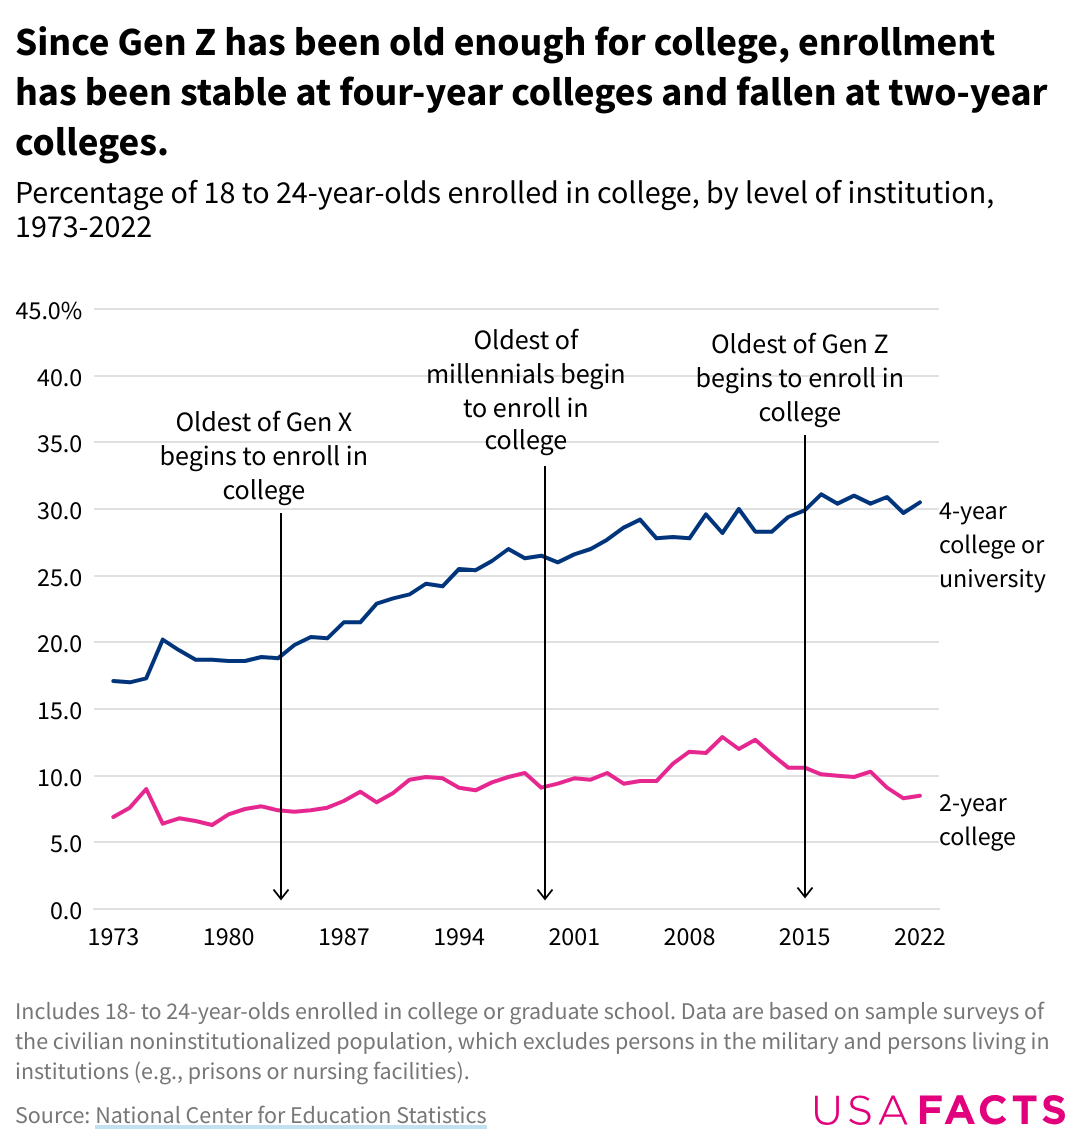 Since Gen Z has been old enough for college, enrollment
has been stable at four-year colleges and fallen at two-year
colleges.
Percentage of 18 to 24-year-olds enrolled in college, by level of institution,
1973-2022
45.0%
40.0
35.0
30.0
25.0
20.0
15.0
10.0
5.0
0.0
Oldest of Gen X
begins to enroll in
college
Oldest of
millennials begin
to enroll in
college
Oldest of Gen Z
begins to enroll in
college
4-year
college or
university
2-year
college
1973 1980 1987 1994 2001 2008 2015 2022
Includes 18- to 24-year-olds enrolled in college or graduate school. Data are based on sample surveys of
the civilian noninstitutionalized population, which excludes persons in the military and persons living in
institutions (e.g., prisons or nursing facilities).
Source: National Center for Education Statistics
USAFACTS